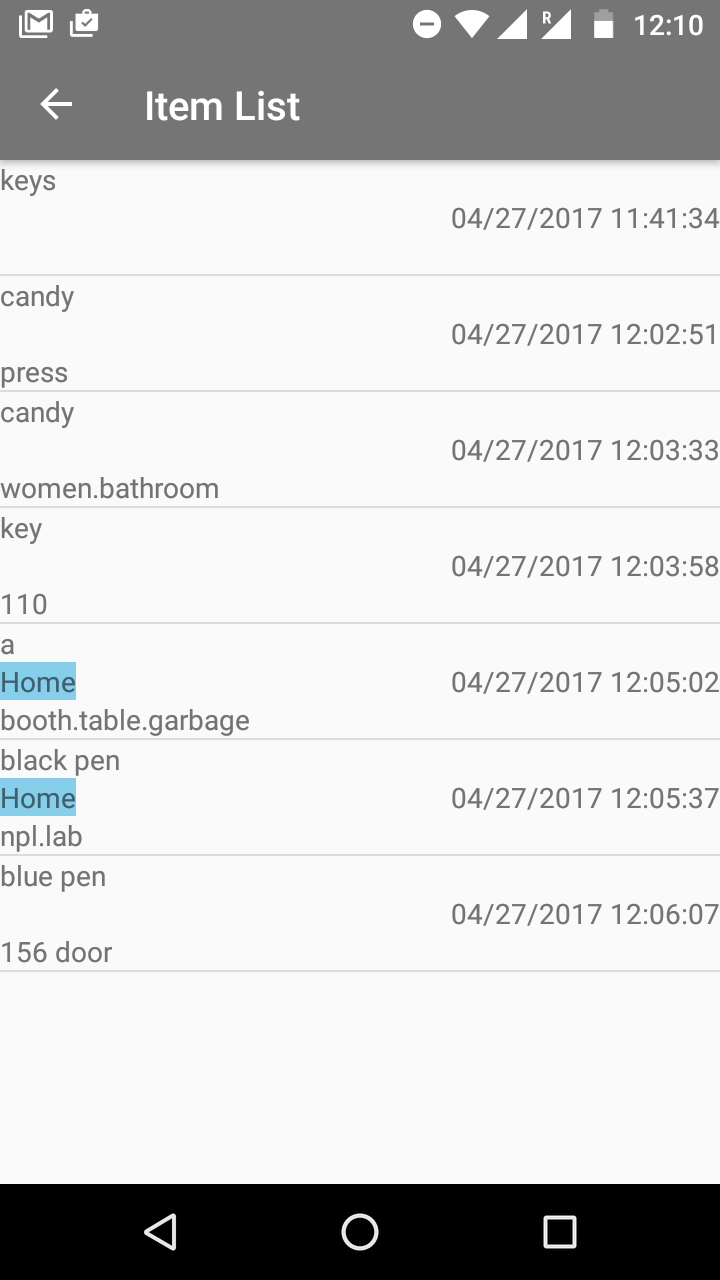 R 12:10
Item List
keys
04/27/2017 11:41:34
candy
04/27/2017 12:02:51
press
candy
04/27/2017 12:03:33
women.bathroom
key
04/27/2017 12:03:58
110
a
Home 04/27/2017 12:05:02
booth.table.garbage
black pen
Home 04/27/2017 12:05:37
npl.lab
blue pen
04/27/2017 12:06:07
156 door